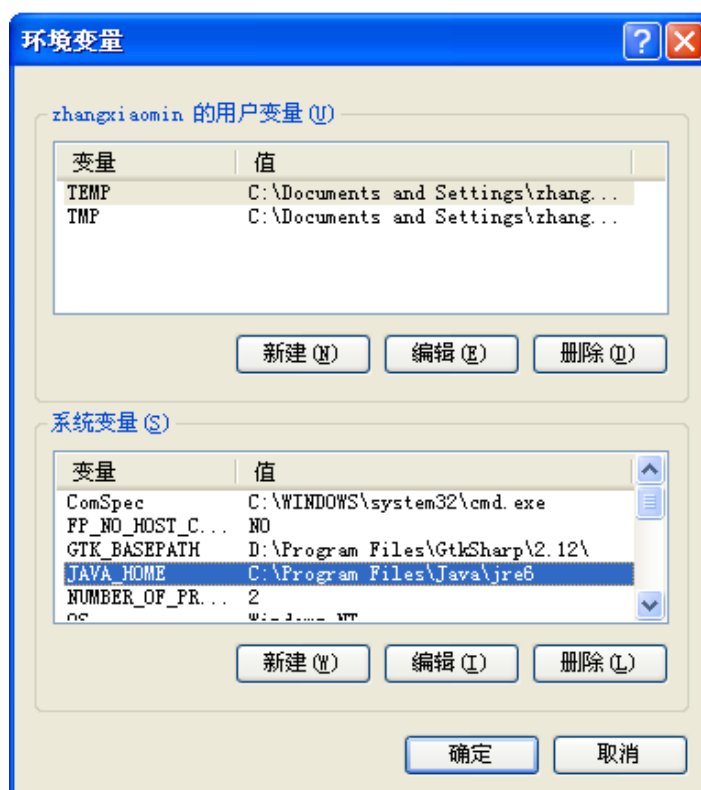 环境变量
zhangxiaomin 的用户变量(U)
变量 值
TEMP C:\Documents and Settings\zhang...
TMP C:\Documents and Settings\zhang...
新建(N) 编辑(E) 删除(D)
系统变量(S)
变量 值
ComSpec C:\WINDOWS\system32\cmd.exe
FP_NO_HOST_C... NO
GTK_BASEPATH D:\Program Files\GtkSharp\2.12\
JAVA_HOME C:\Program Files\Java\jre6
NUMBER_OF_PR... 2
OS Windows_NT
新建(W) 编辑(I) 删除(L)
确定 取消